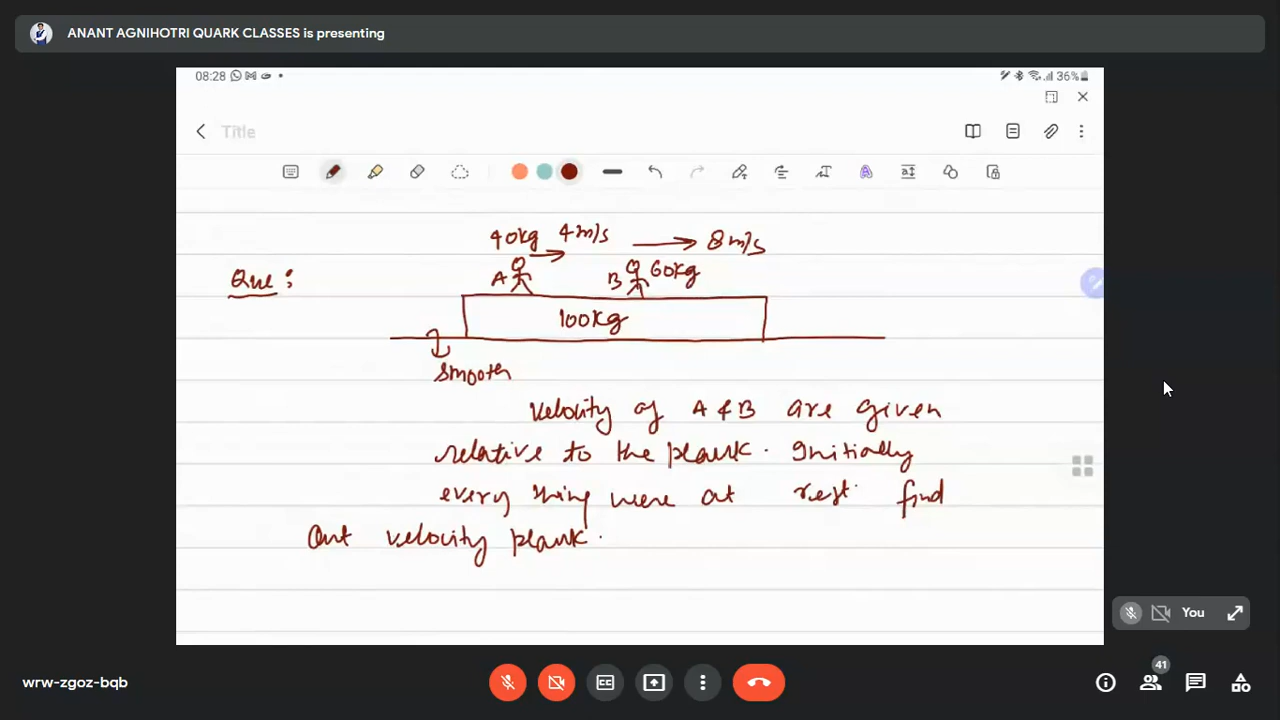 ANANT AGNIHOTRI QUARK CLASSES is presenting
08:28
36%
Title
40kg 4m/s 8m/s
A B 60kg
Que:
100kg
smooth
Velocity of A & B are given
relative to the plank. Initially
every thing were at rest. find
out velocity plank.
You
wrw-zgoz-bqb
CC
41